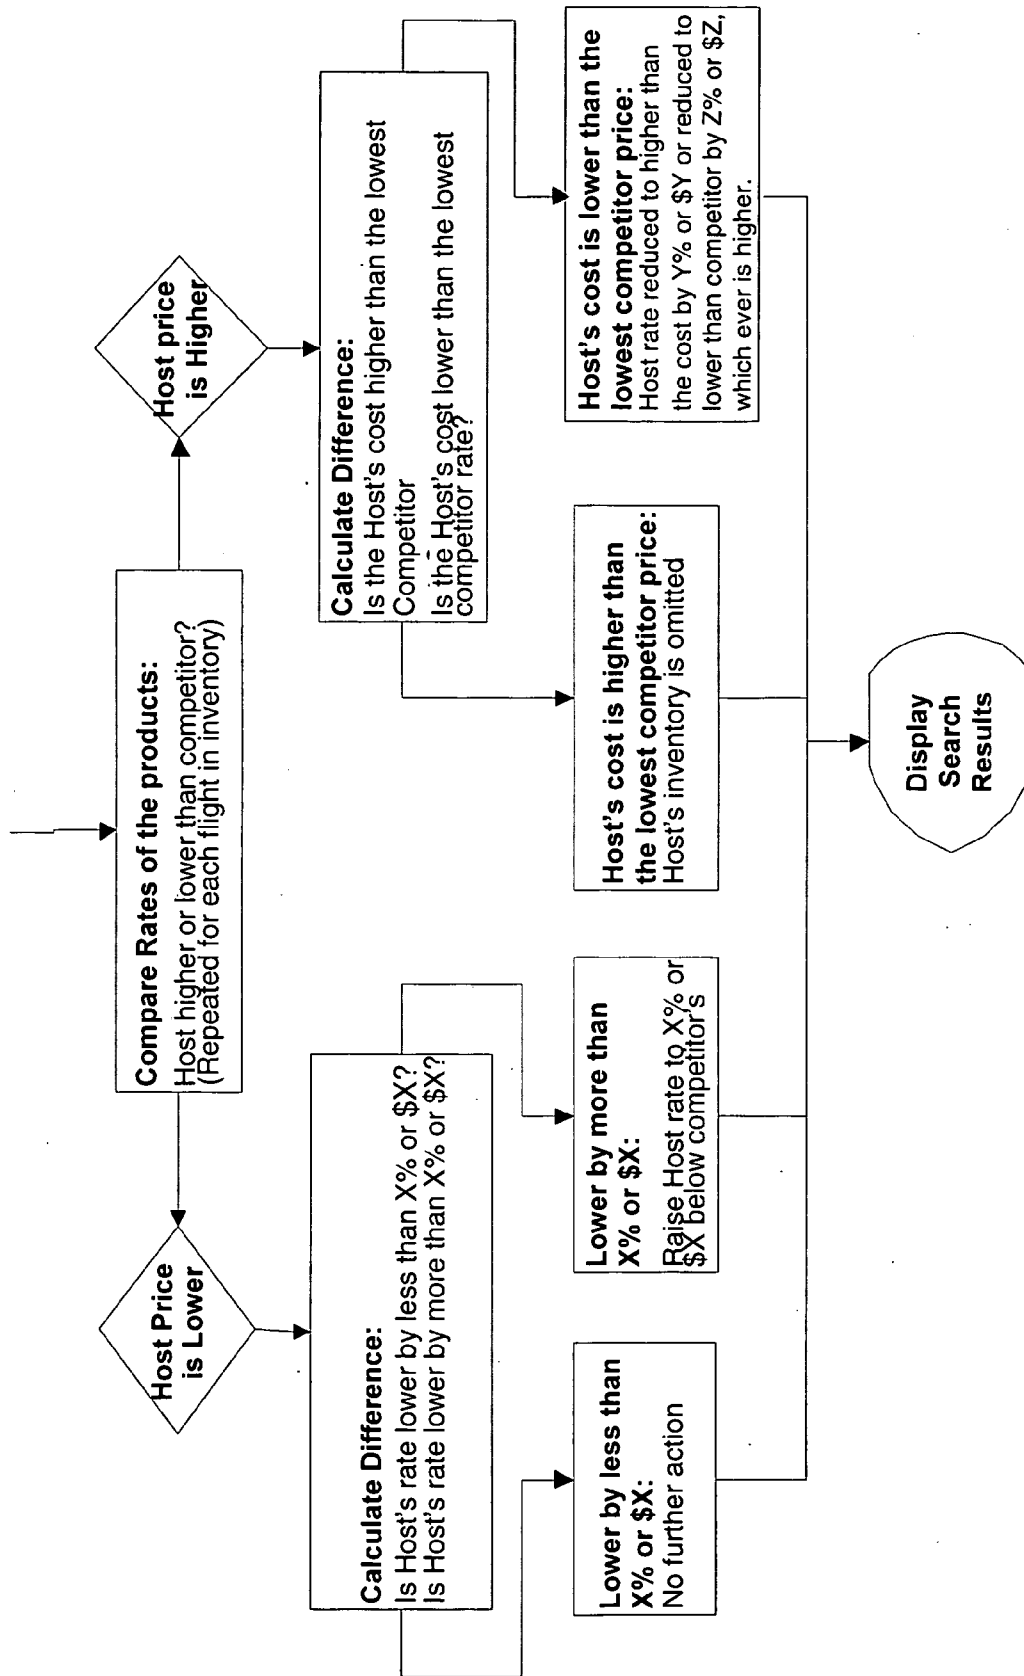 Compare Rates of the products:
Host higher or lower than competitor?
(Repeated for each flight in inventory)
Host Price
is Lower
Host price
is Higher
Calculate Difference:
Is Host's rate lower by less than X% or $X?
Is Host's rate lower by more than X% or $X?
Calculate Difference:
Is the Host's cost higher than the lowest
Competitor
Is the Host's cost lower than the lowest
competitor rate?
Lower by less than
X% or $X:
No further action
Lower by more than
X% or $X:
Raise Host rate to X% or
$X below competitor's
Host's cost is higher than
the lowest competitor price:
Host's inventory is omitted
Host's cost is lower than the
lowest competitor price:
Host rate reduced to higher than
the cost by Y% or $Y or reduced to
lower than competitor by Z% or $Z,
which ever is higher.
Display
Search
Results